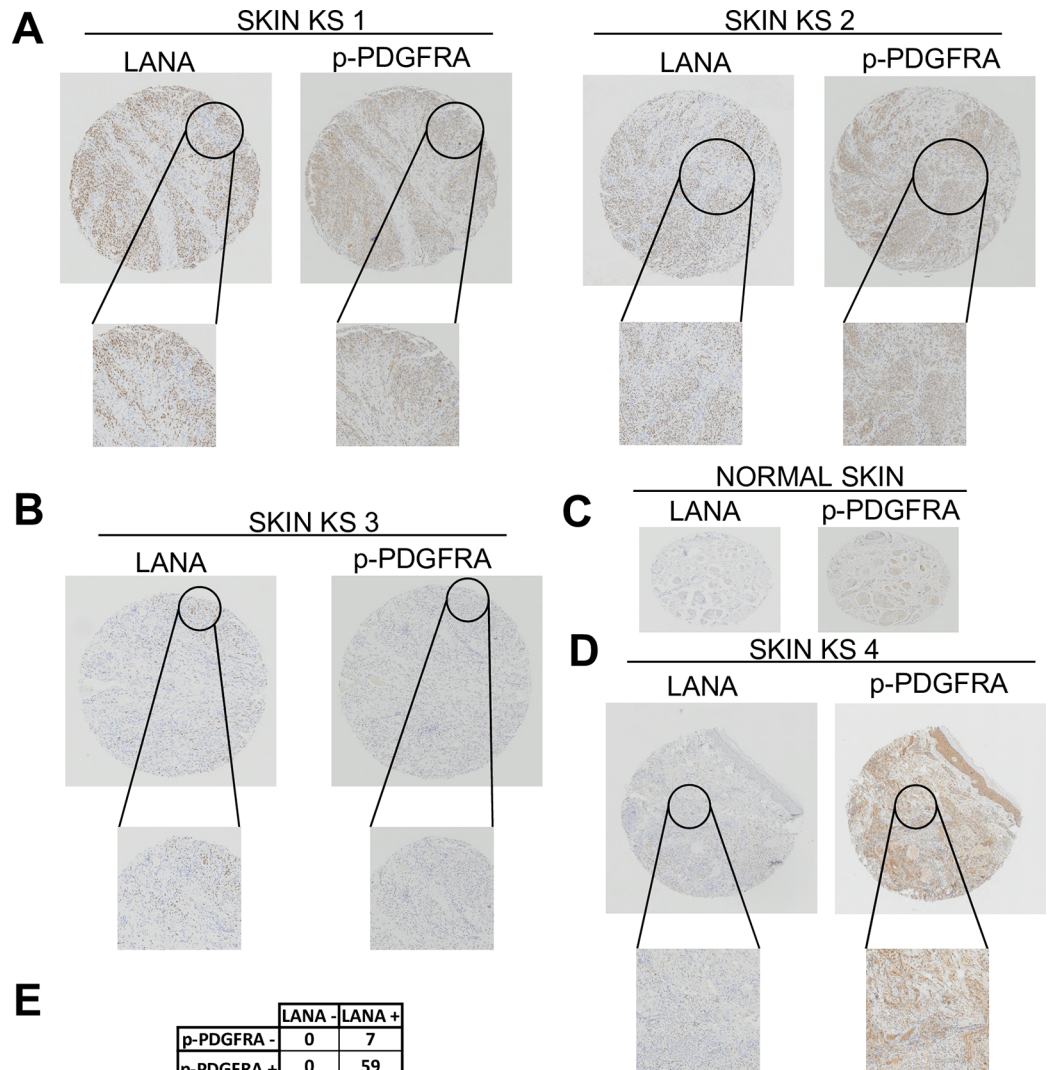 A
SKIN KS 1
LANA
p-PDGFRA
SKIN KS 2
LANA
p-PDGFRA
B
SKIN KS 3
LANA
p-PDGFRA
C
NORMAL SKIN
LANA
p-PDGFRA
D
SKIN KS 4
LANA
p-PDGFRA
E
LANA - LANA +
p-PDGFRA - 0 7
p-PDGFRA + 0 59